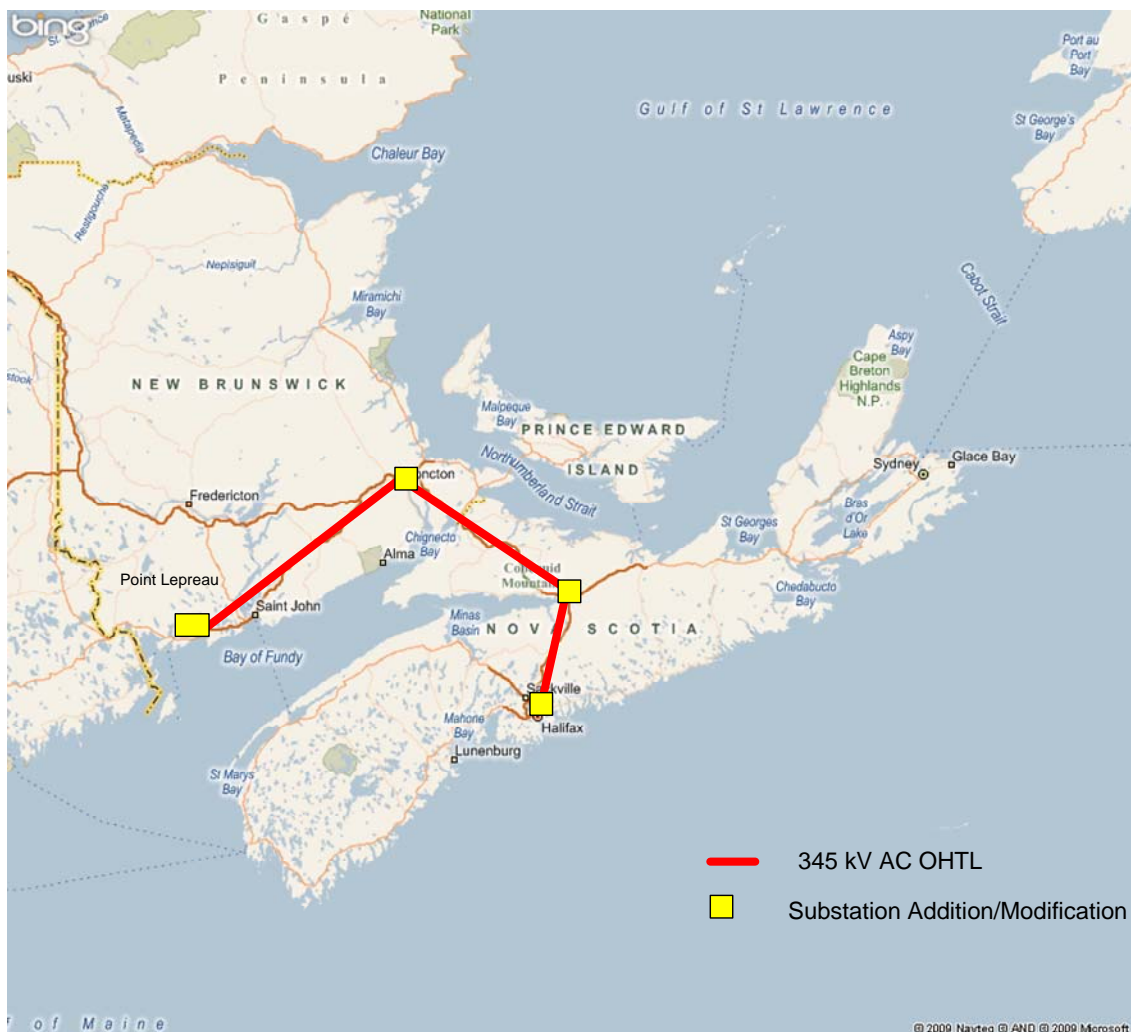 bing
Gaspé
Peninsula
National
Park
uski
Matapedia
Restigouche
Chaleur Bay
Gulf of St Lawrence
Port au
Port
Bay
St George's
Bay
Nepisiguit
Miramichi
Bay
Cabot Strait
Aspy
Bay
Cape
Breton
Highlands
N.P.
NEW BRUNSWICK
Malpeque
Bay
PRINCE EDWARD
ISLAND
Northumberland Strait
stook
oncton
Fredericton
Sydney
Glace Bay
Bras
d'Or
Lake
St Georges
Bay
Chignecto
Bay
Alma
Point Lepreau
Saint John
Chedabucto
Bay
Minas
Basin
NOVA SCOTIA
Bay of Fundy
Halifax
Mahone
Bay
Lunenburg
St Marys
Bay
345 kV AC OHTL
Substation Addition/Modification
of Maine
© 2009 Navteq © AND © 2009 Microsoft